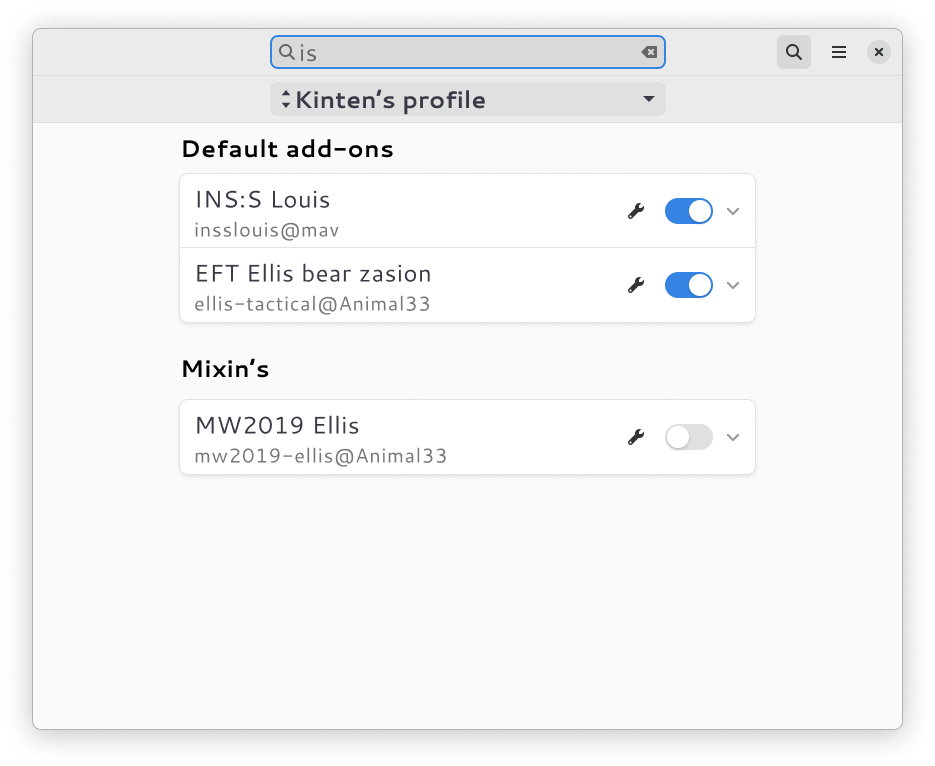 is
Kinten's profile
Default add-ons
INS:S Louis
insslouis@mav
EFT Ellis bear zasion
ellis-tactical@Animal33
Mixin's
MW2019 Ellis
mw2019-ellis@Animal33